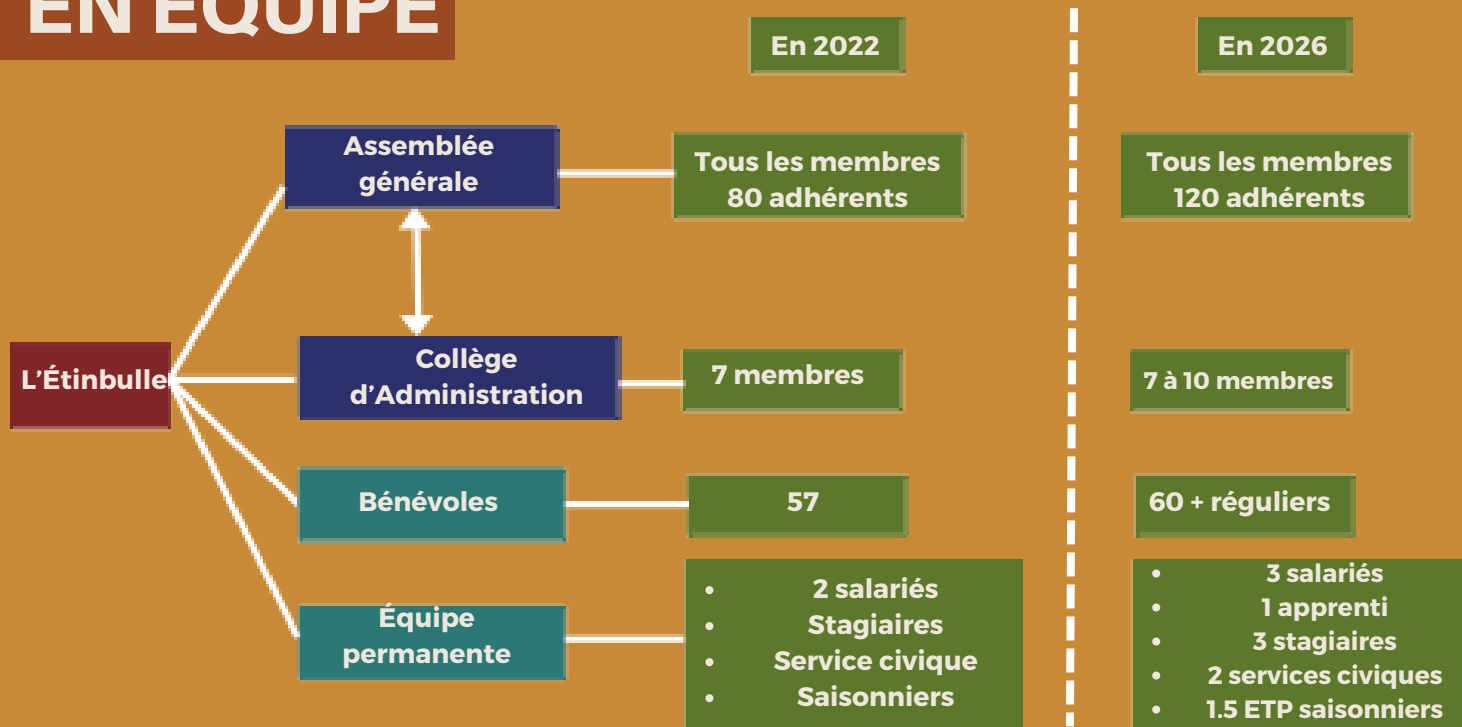 EN ÉQUIPE
En 2022
En 2026
Assemblée
générale
Tous les membres
80 adhérents
Tous les membres
120 adhérents
L'Étinbulle
Collège
d'Administration
7 membres
7 à 10 membres
Bénévoles
57
60 + réguliers
Équipe
permanente
• 2 salariés
• Stagiaires
• Service civique
• Saisonniers
• 3 salariés
• 1 apprenti
• 3 stagiaires
• 2 services civiques
• 1.5 ETP saisonniers